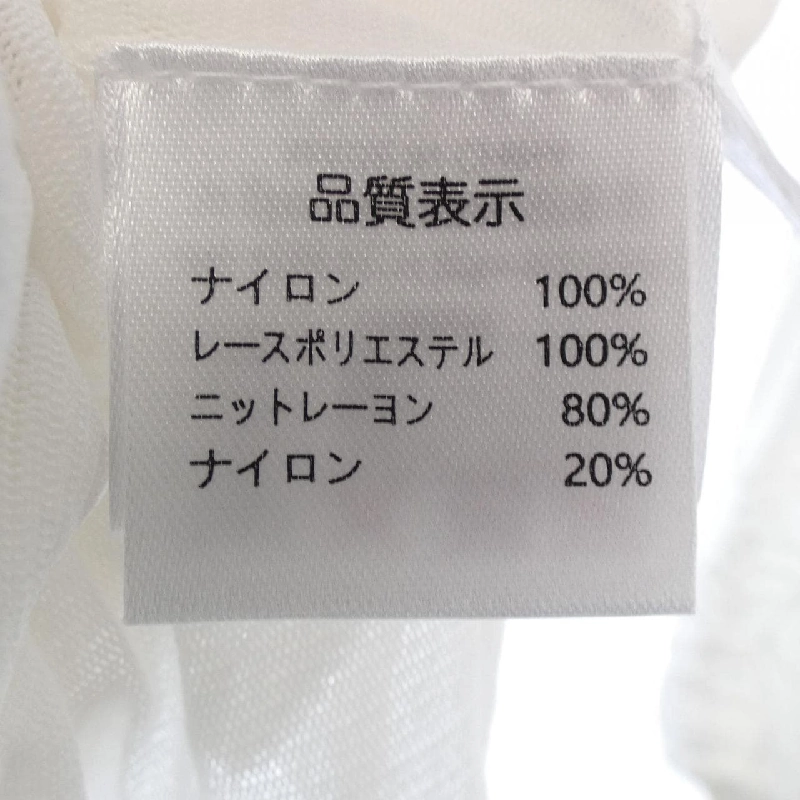 品質表示
ナイロン 100%
レースポリエステル 100%
ニットレーヨン 80%
ナイロン 20%